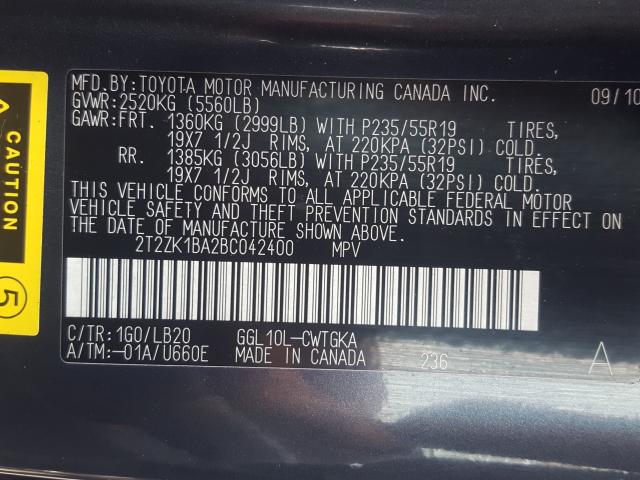 MFD.BY:TOYOTA MOTOR MANUFACTURING CANADA INC. 09/10
GVWR:2520KG (5560LB)
GAWR:FRT. 1360KG (2999LB) WITH P235/55R19 TIRES,
19X7 1/2J RIMS, AT 220KPA (32PSI) COLD.
RR. 1385KG (3056LB) WITH P235/55R19 TIRES,
19X7 1/2J RIMS, AT 220KPA (32PSI) COLD.
THIS VEHICLE CONFORMS TO ALL APPLICABLE FEDERAL MOTOR
VEHICLE SAFETY AND THEFT PREVENTION STANDARDS IN EFFECT ON
THE DATE OF MANUFACTURE SHOWN ABOVE.
2T2ZK1BA2BC042400 MPV
C/TR:1G0/LB20 GGL10L-CWTGKA
A/TM:-01A/U660E MADE IN CANADA 236 A
CAUTION
5